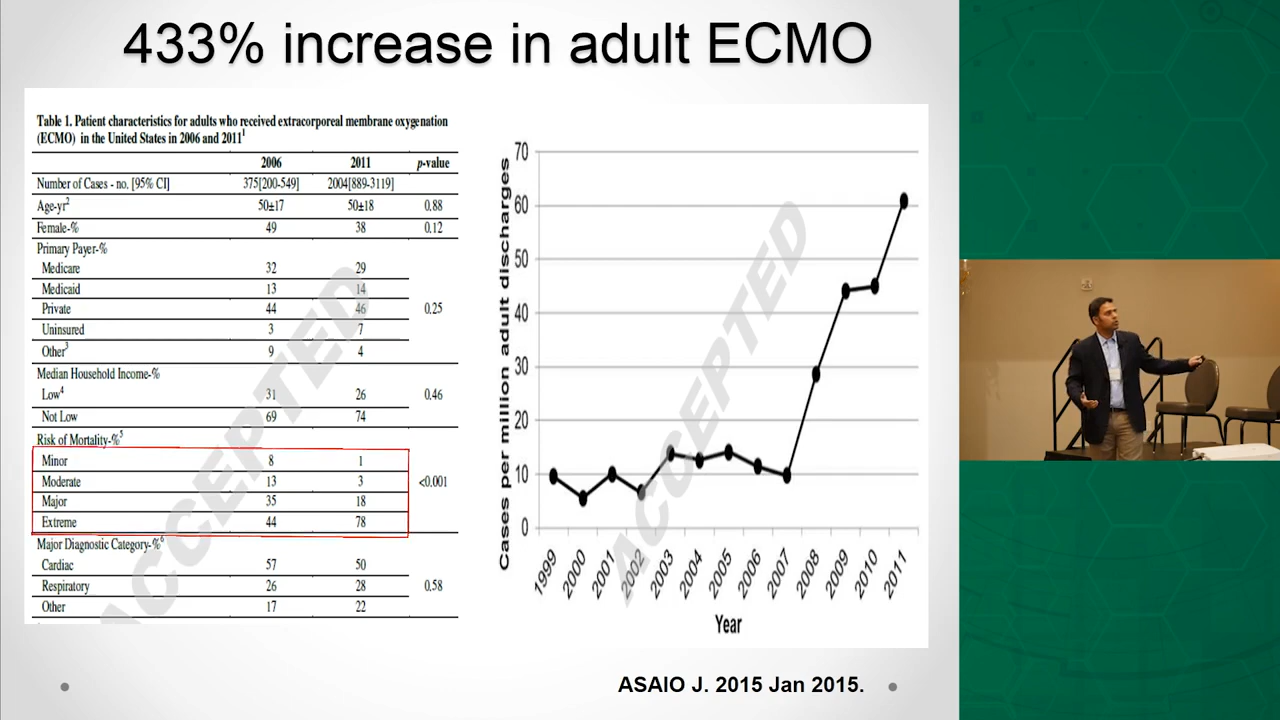 433% increase in adult ECMO
Table 1. Patient characteristics for adults who received extracorporeal membrane oxygenation
(ECMO) in the United States in 2006 and 2011¹
2006 2011 p-value
Number of Cases - no. [95% CI] 375[200-549] 2004[889-3119]
Age-yr² 50±17 50±18 0.88
Female-% 49 38 0.12
Primary Payer-%
Medicare 32 29
Medicaid 13 14
Private 44 46 0.25
Uninsured 3 7
Other³ 9 4
Median Household Income-%
Low⁴ 31 26 0.46
Not Low 69 74
Risk of Mortality-%⁵
Minor 8 1
Moderate 13 3 <0.001
Major 35 18
Extreme 44 78
Major Diagnostic Category-%⁶
Cardiac 57 50
Respiratory 26 28 0.58
Other 17 22
ACCEPTED
Cases per million adult discharges
70
60
50
40
30
20
10
0
1999 2000 2001 2002 2003 2004 2005 2006 2007 2008 2009 2010 2011
Year
ACCEPTED
ASAIO J. 2015 Jan 2015.